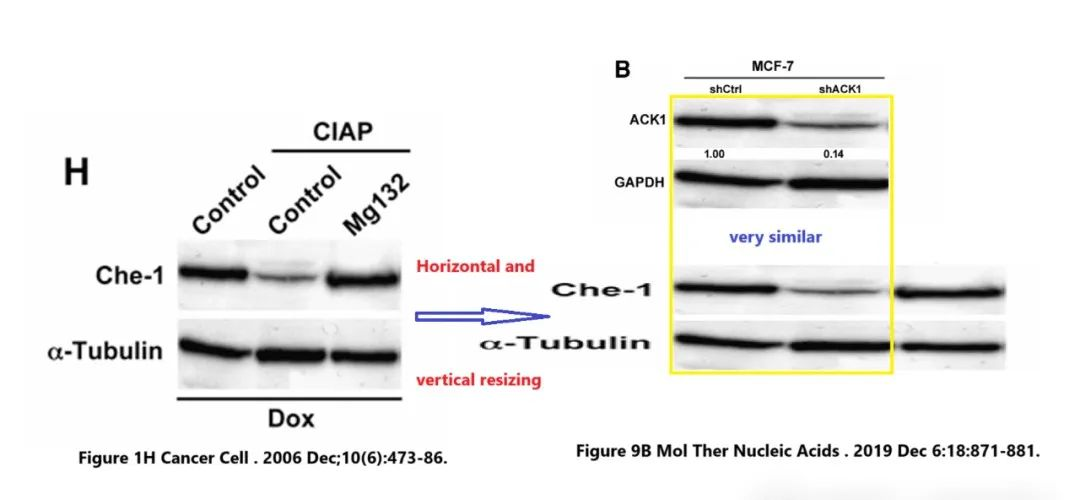 H
CIAP
Control
Control
Mg132
Che-1
α-Tubulin
Dox
Figure 1H Cancer Cell . 2006 Dec;10(6):473-86.
Horizontal and
vertical resizing
B
MCF-7
shCtrl shACK1
ACK1
1.00 0.14
GAPDH
very similar
Che-1
α-Tubulin
Figure 9B Mol Ther Nucleic Acids . 2019 Dec 6:18:871-881.